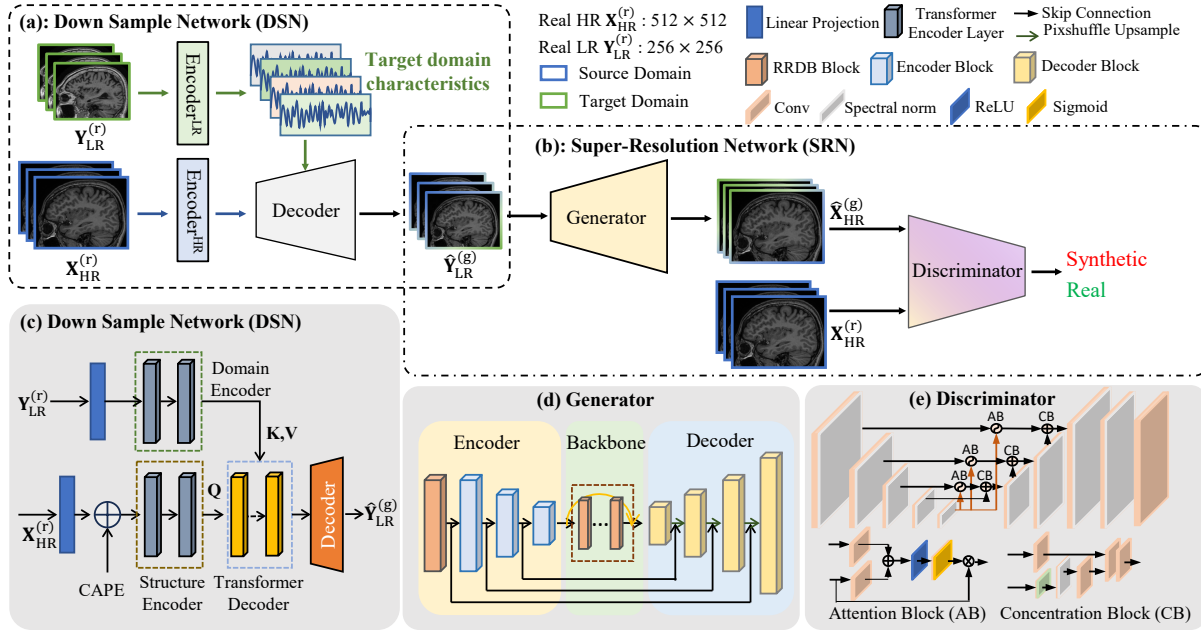 (a): Down Sample Network (DSN)
Y_LR^(r)
Encoder^LR
Target domain
characteristics
X_HR^(r)
Encoder^HR
Decoder
Ŷ_LR^(g)
Real HR X_HR^(r) : 512 × 512
Real LR Y_LR^(r) : 256 × 256
Source Domain
Target Domain
Linear Projection
Transformer
Encoder Layer
Skip Connection
Pixshuffle Upsample
RRDB Block
Encoder Block
Decoder Block
Conv
Spectral norm
ReLU
Sigmoid
(b): Super-Resolution Network (SRN)
Generator
X̂_HR^(g)
X_HR^(r)
Discriminator
Synthetic
Real
(c) Down Sample Network (DSN)
Y_LR^(r)
Domain
Encoder
K,V
X_HR^(r)
CAPE
Q
Structure
Encoder
Transformer
Decoder
Decoder
Ŷ_LR^(g)
(d) Generator
Encoder
Backbone
Decoder
(e) Discriminator
AB
CB
AB
CB
AB
CB
Attention Block (AB)
Concentration Block (CB)